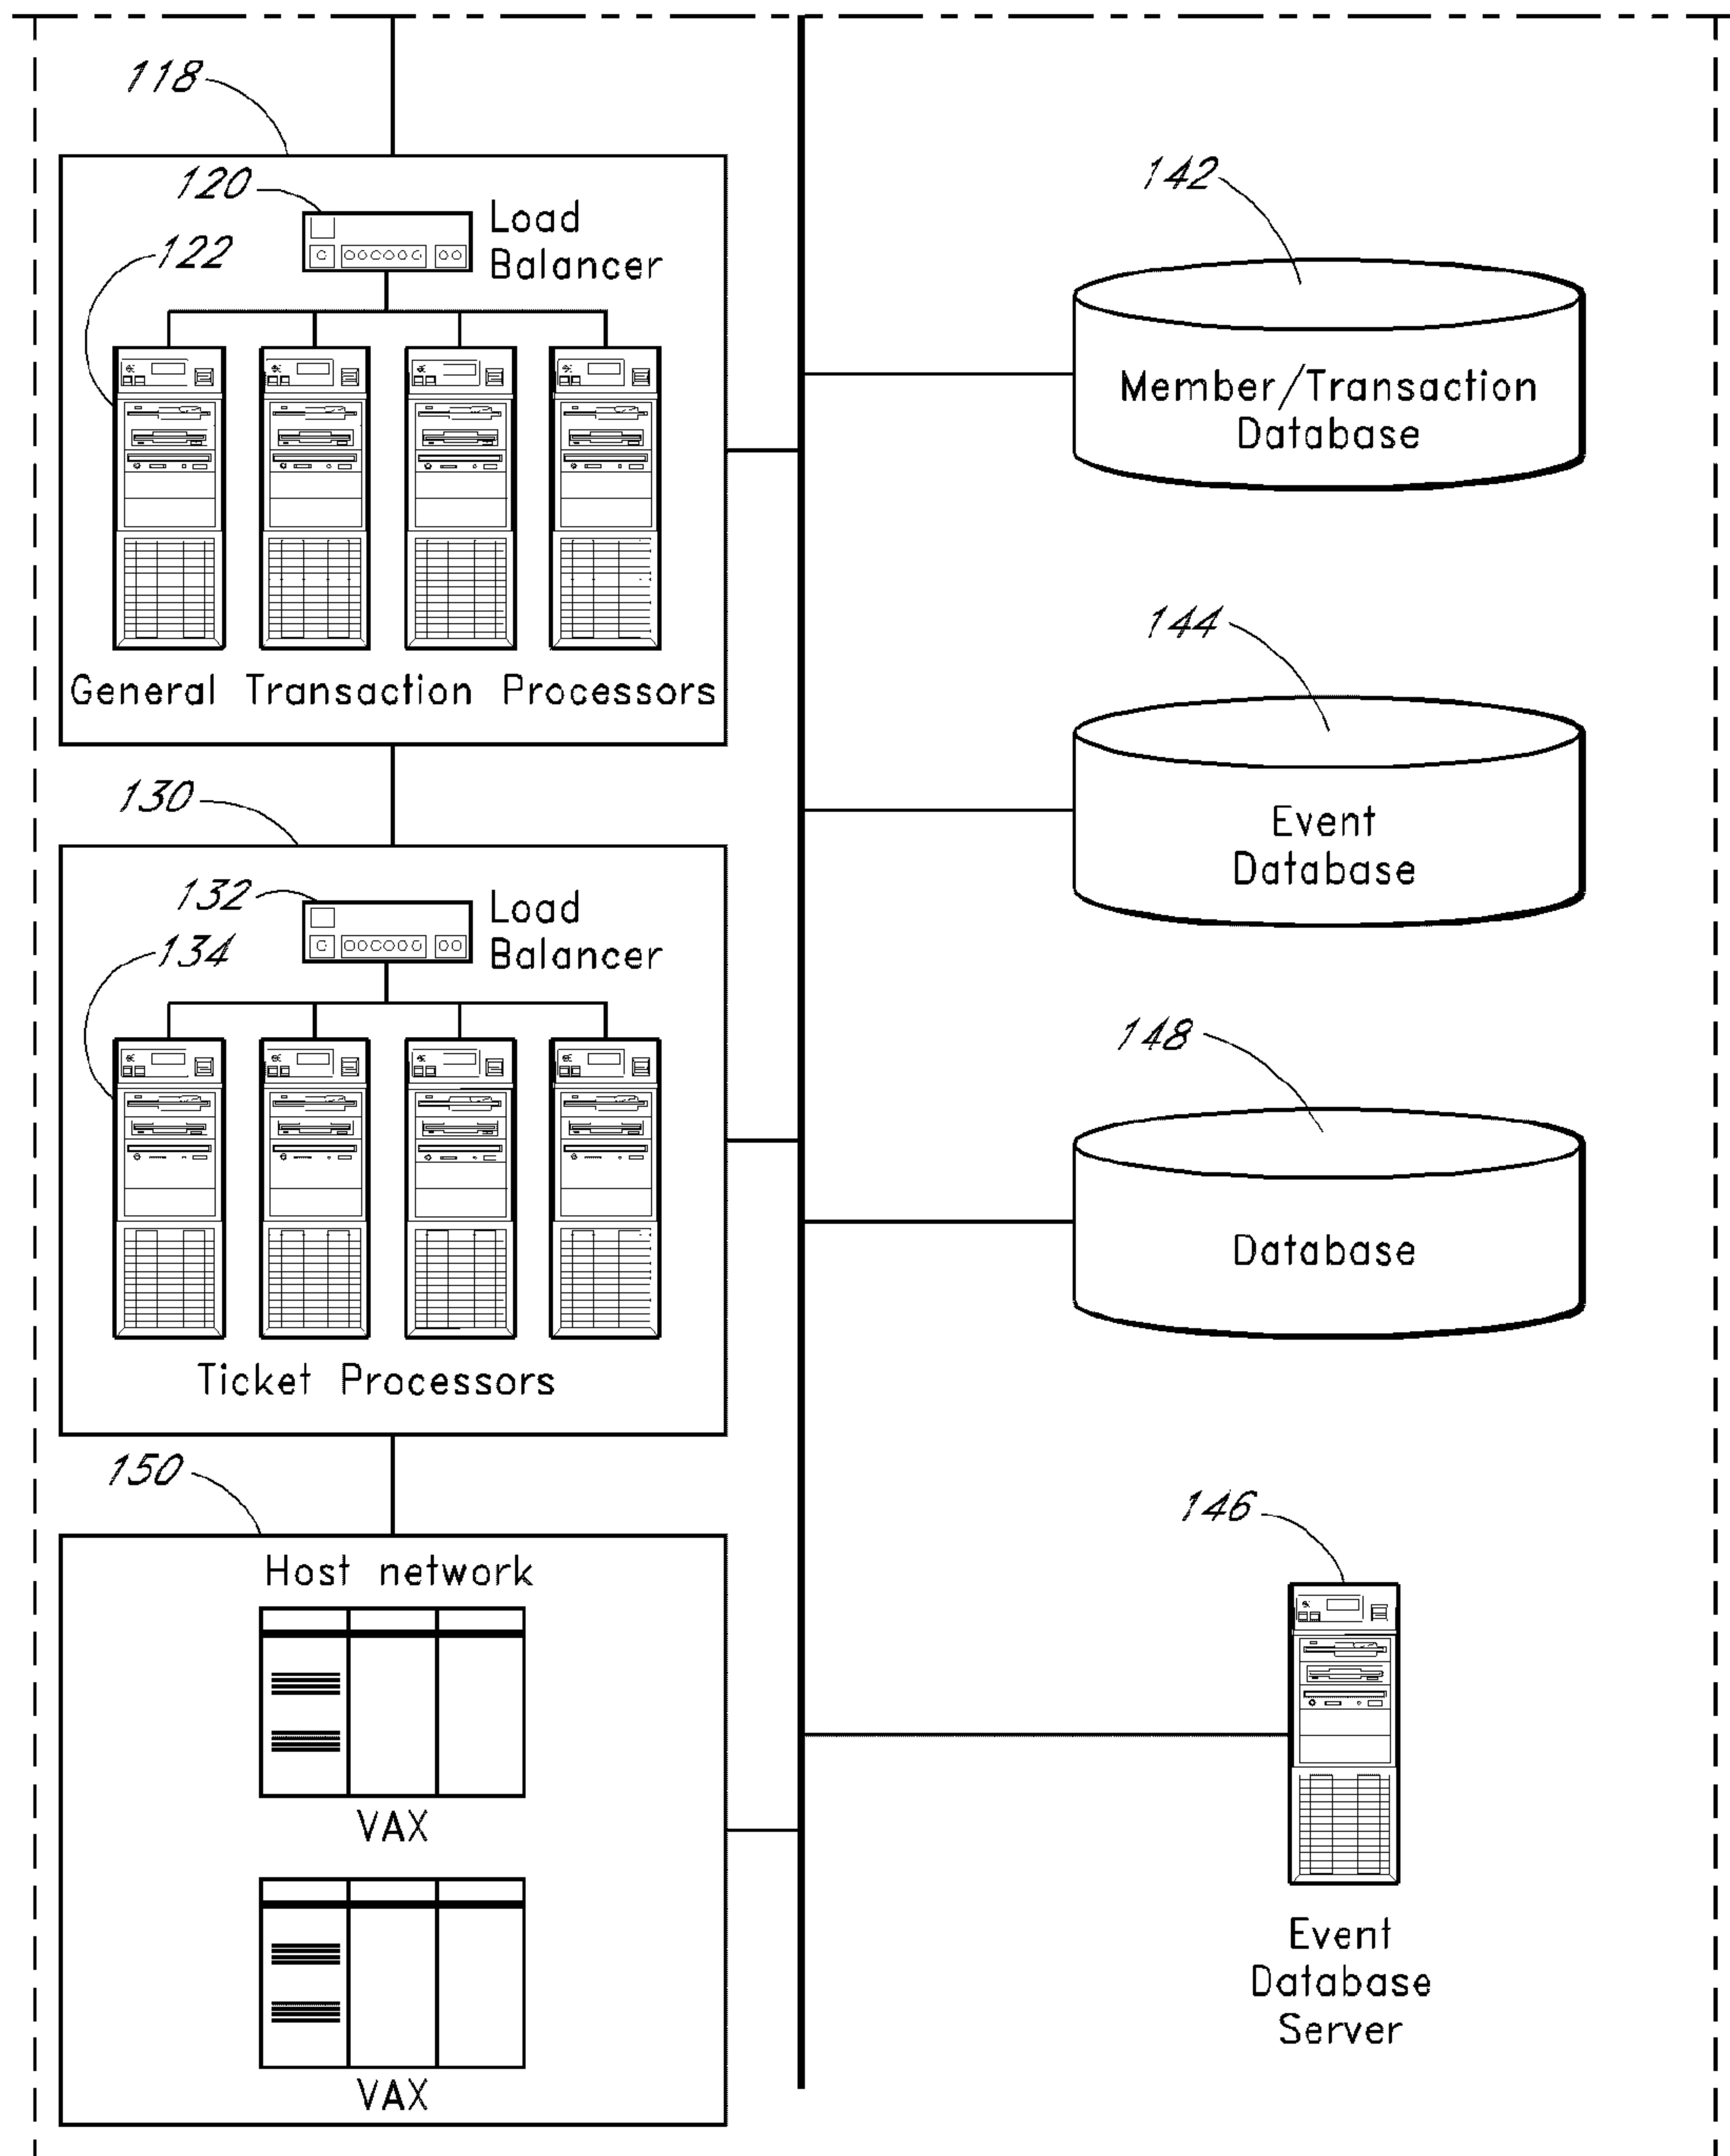 118
120
Load
Balancer
122
General Transaction Processors
130
132
Load
Balancer
134
Ticket Processors
150
Host network
VAX
VAX
142
Member/Transaction
Database
144
Event
Database
148
Database
146
Event
Database
Server